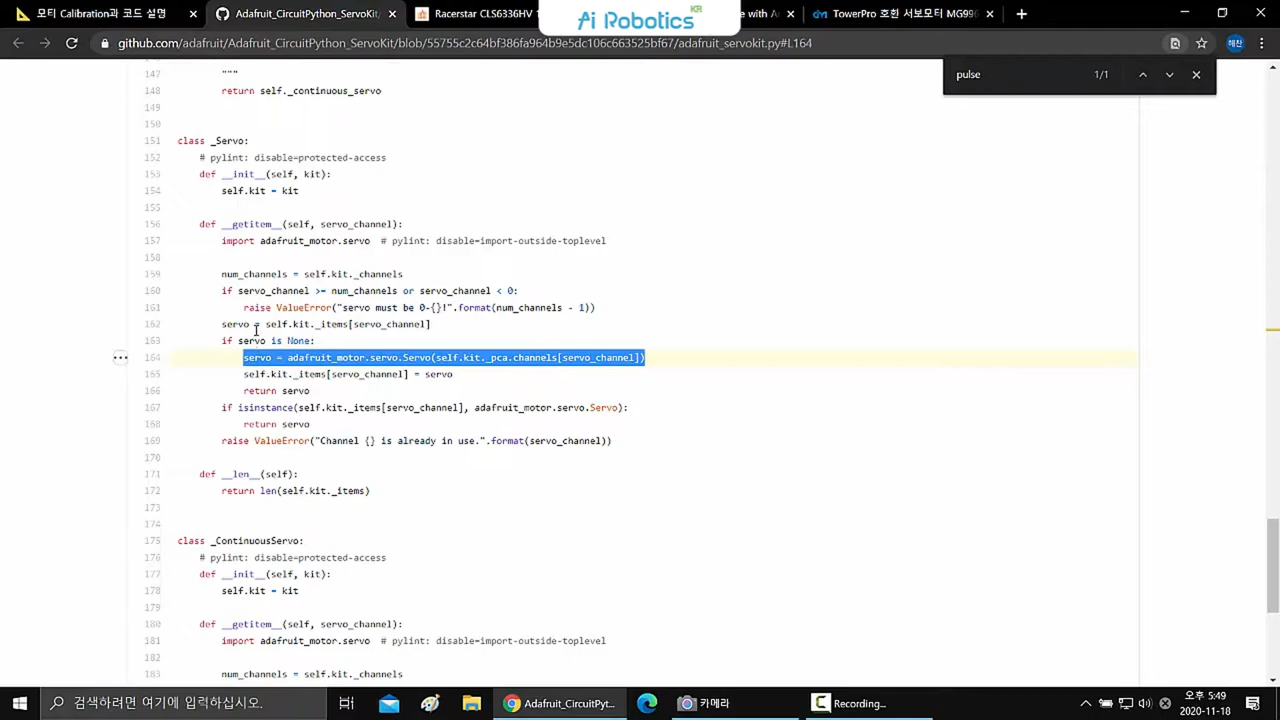 모티 Calibration과 코드 설명
Adafruit_CircuitPython_ServoKit/
Racerstar CLS6336HV
Ai Robotics KR
e with A
TowerPro 호환 서보모터 MG99
github.com/adafruit/Adafruit_CircuitPython_ServoKit/blob/55755c2c64bf386fa964b9e5dc106c663525bf67/adafruit_servokit.py#L164
혜찬
pulse 1/1
147 """
148 return self._continuous_servo
149
150
151 class _Servo:
152 # pylint: disable=protected-access
153 def __init__(self, kit):
154 self.kit = kit
155
156 def __getitem__(self, servo_channel):
157 import adafruit_motor.servo # pylint: disable=import-outside-toplevel
158
159 num_channels = self.kit._channels
160 if servo_channel >= num_channels or servo_channel < 0:
161 raise ValueError("servo must be 0-{}!".format(num_channels - 1))
162 servo = self.kit._items[servo_channel]
163 if servo is None:
164 servo = adafruit_motor.servo.Servo(self.kit._pca.channels[servo_channel])
165 self.kit._items[servo_channel] = servo
166 return servo
167 if isinstance(self.kit._items[servo_channel], adafruit_motor.servo.Servo):
168 return servo
169 raise ValueError("Channel {} is already in use.".format(servo_channel))
170
171 def __len__(self):
172 return len(self.kit._items)
173
174
175 class _ContinuousServo:
176 # pylint: disable=protected-access
177 def __init__(self, kit):
178 self.kit = kit
179
180 def __getitem__(self, servo_channel):
181 import adafruit_motor.servo # pylint: disable=import-outside-toplevel
182
183 num_channels = self.kit._channels
검색하려면 여기에 입력하십시오.
Adafruit_CircuitPyt...
카메라
Recording...
오후 5:49
2020-11-18